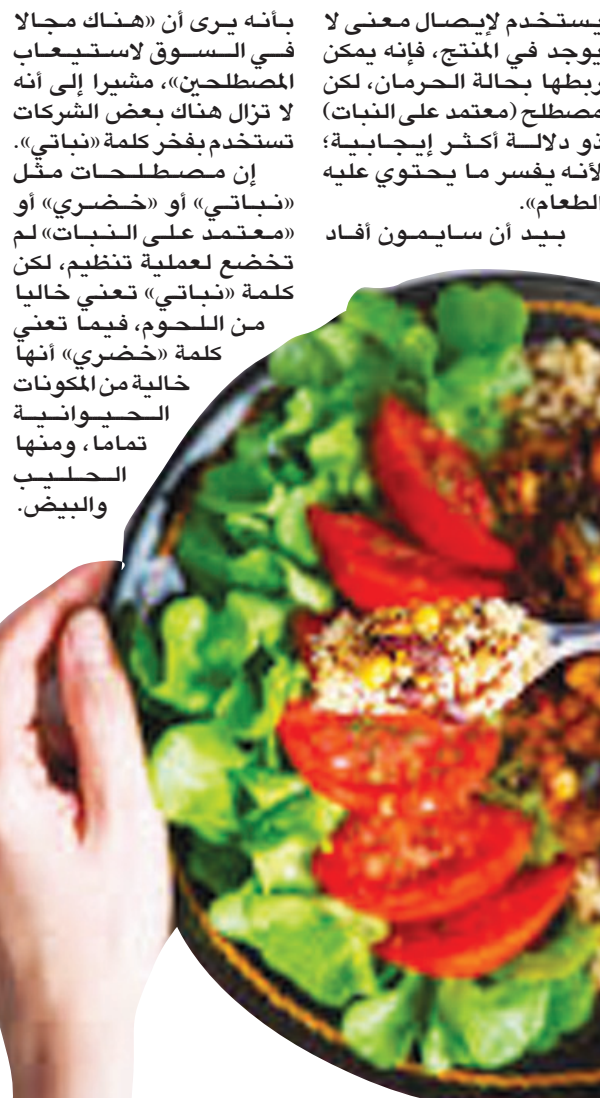 يستخدم لإيصال معنى لا
يوجد في المنتج، فإنه يمكن
ربطها بحالة الحرمان، لكن
مصطلح (معتمد على النبات)
ذو دلالة أكثر إيجابية؛
لأنه يفسر ما يحتوي عليه
الطعام».
بيد أن سايمون أفاد
بأنه يرى أن «هناك مجالا
في السوق لاستيعاب
المصطلحين»، مشيرا إلى أنه
لا تزال هناك بعض الشركات
تستخدم بفخر كلمة «نباتي».
إن مصطلحات مثل
«نباتي» أو «خضري» أو
«معتمد على النبات» لم
تخضع لعملية تنظيم، لكن
كلمة «نباتي» تعني خاليا
من اللحوم، فيما تعني
كلمة «خضري» أنها
خالية من المكونات
الحيوانية
تماما، ومنها
الحليب
والبيض.